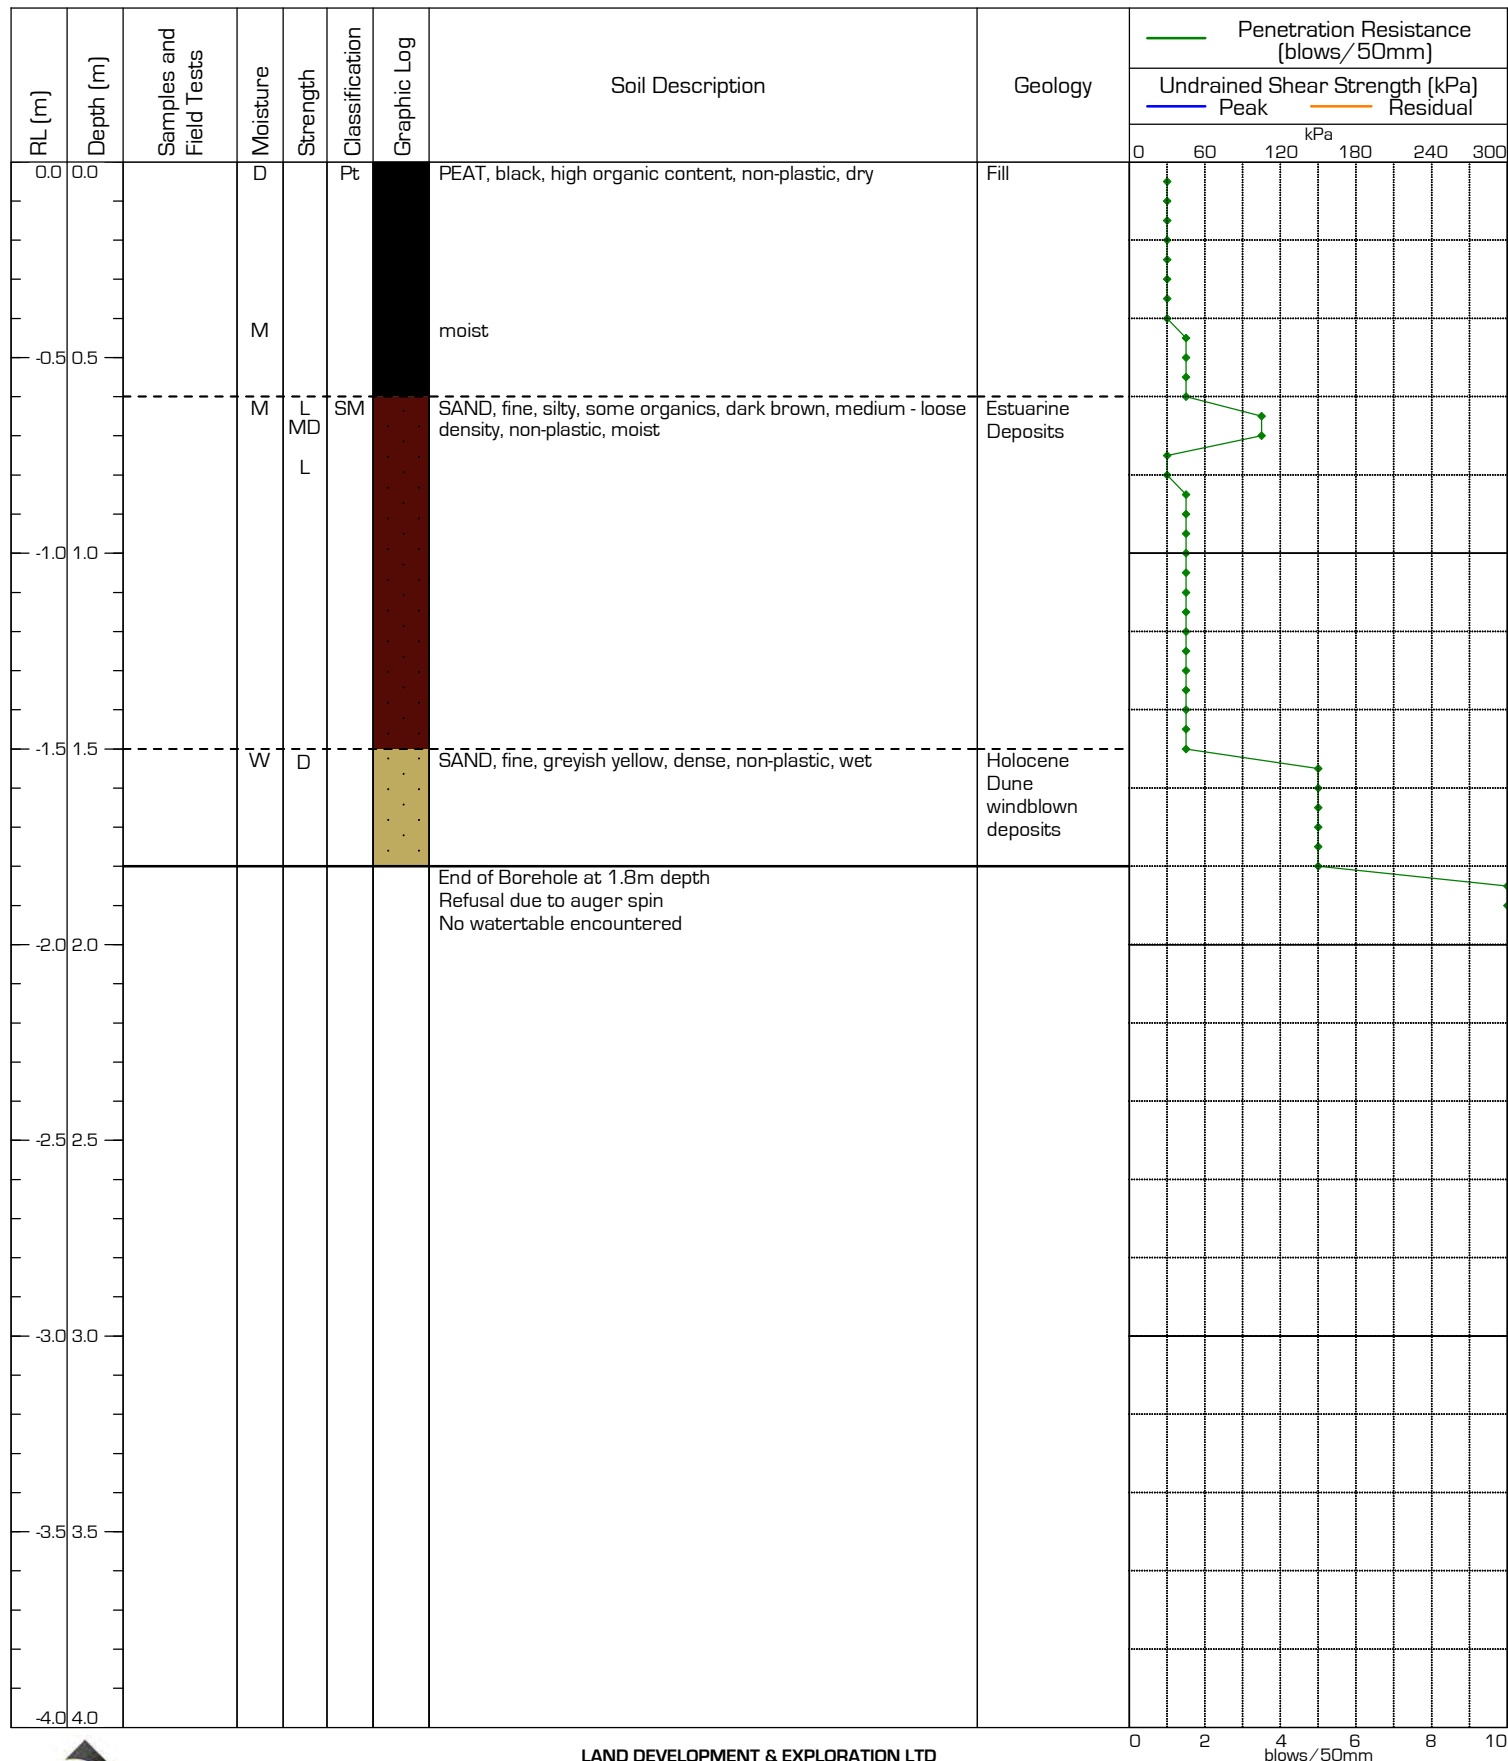 RL (m)
Depth (m)
Samples and
Field Tests
Moisture
Strength
Classification
Graphic Log
Soil Description
Geology
Penetration Resistance
(blows/50mm)
Undrained Shear Strength (kPa)
Peak Residual
kPa
0 60 120 180 240 300
0.0 0.0 D Pt PEAT, black, high organic content, non-plastic, dry Fill
M moist
-0.5 0.5
M L SM SAND, fine, silty, some organics, dark brown, medium - loose Estuarine
MD density, non-plastic, moist Deposits
L
-1.0 1.0
-1.5 1.5
W D SAND, fine, greyish yellow, dense, non-plastic, wet Holocene
Dune
windblown
deposits
End of Borehole at 1.8m depth
Refusal due to auger spin
No watertable encountered
-2.0 2.0
-2.5 2.5
-3.0 3.0
-3.5 3.5
-4.0 4.0
0 2 4 6 8 10
blows/50mm
LAND DEVELOPMENT & EXPLORATION LTD